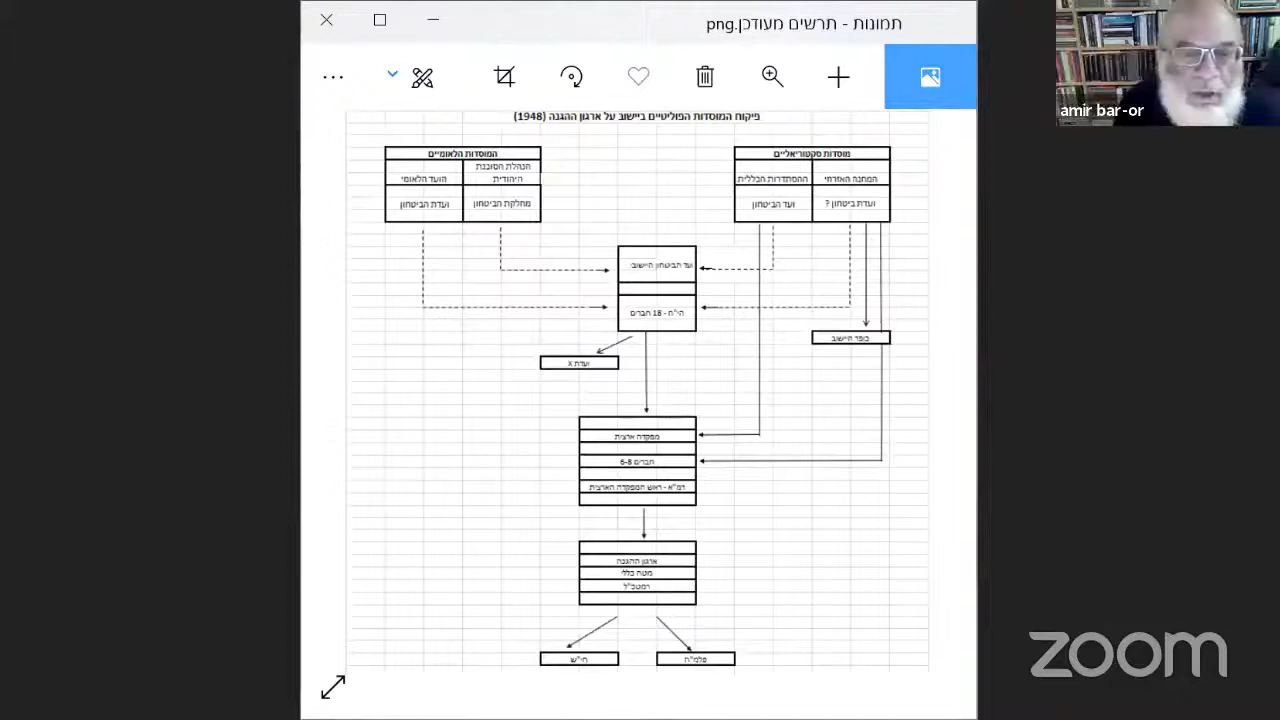 תמונות - תרשים מעודכן.png
amir bar-or
פיקוח המוסדות הפוליטיים ביישוב על ארגון ההגנה (1948)
מוסדות סקטוריאליים
המחנה האזרחי
ההסתדרות הכללית
ועדת ביטחון ?
ועד הביטחון
המוסדות הלאומיים
הנהלת הסוכנות
היהודית
הועד הלאומי
מחלקת הביטחון
ועדת הביטחון
ועד הביטחון היישובי
הי"ח - 18 חברים
כופר היישוב
ועדת X
מפקדה ארצית
חברים 6-8
רמ"א - ראש המפקדה הארצית
ארגון ההגנה
מטה כללי
רמטכ"ל
פלמ"ח
חי"ש
zoom